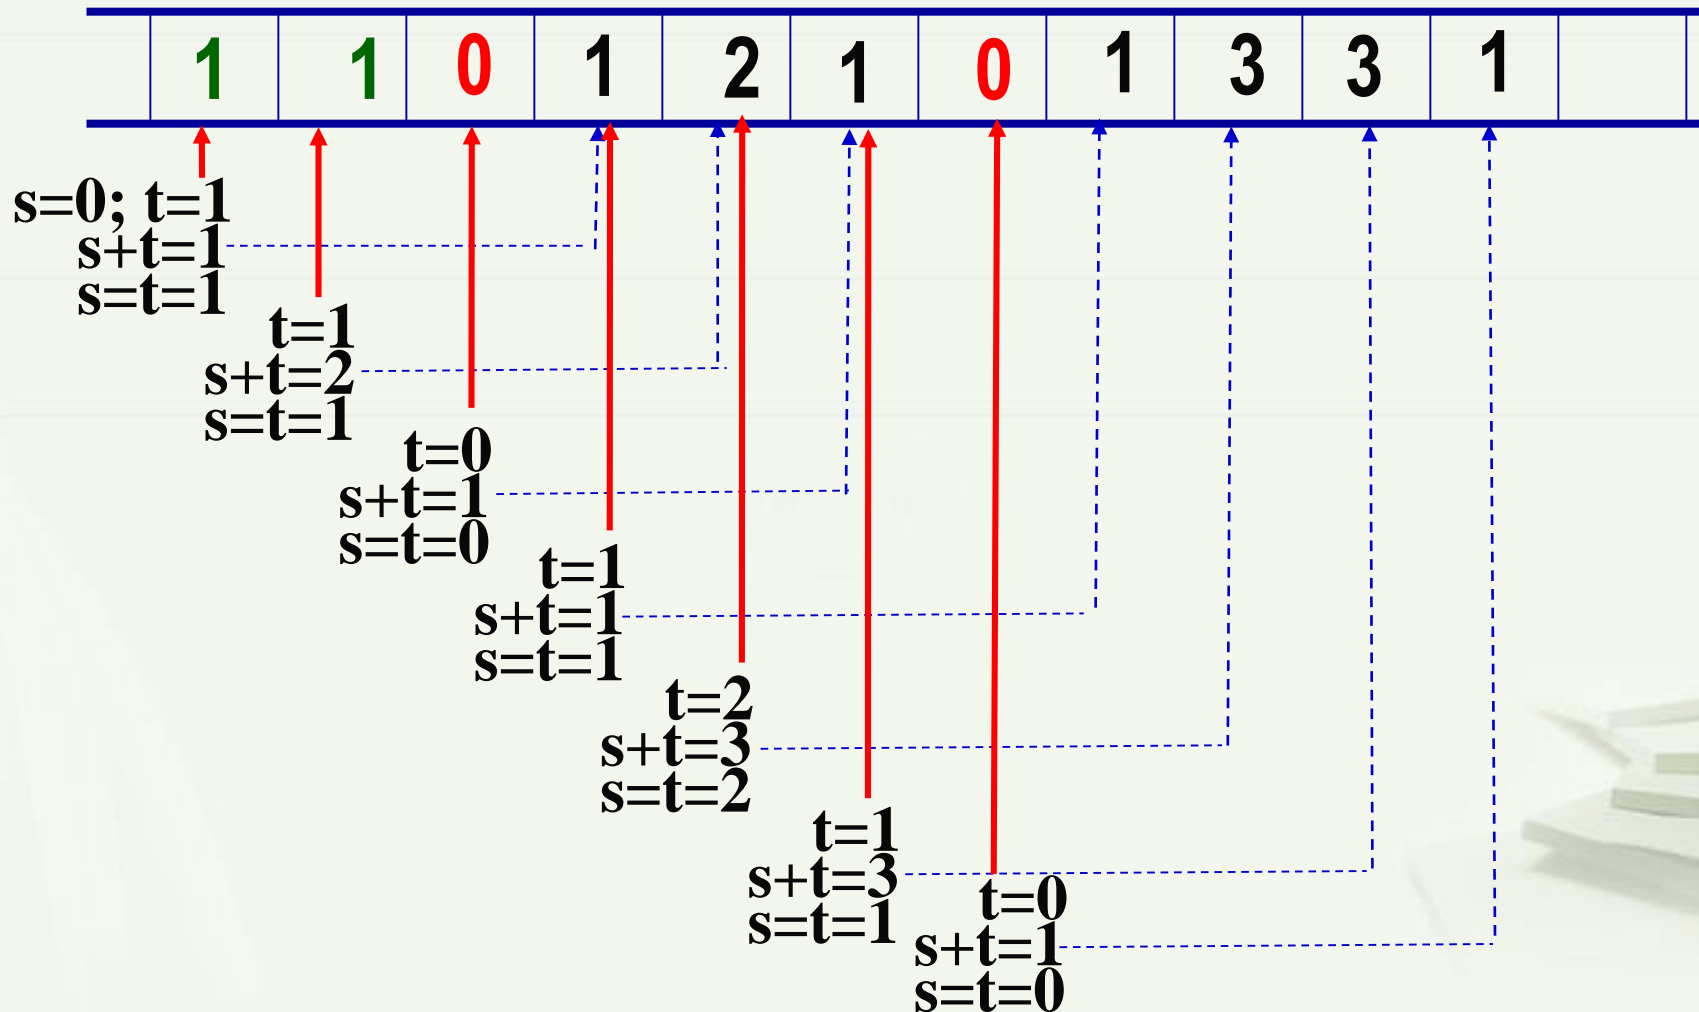 1 1 0 1 2 1 0 1 3 3 1
s=0; t=1
s+t=1
s=t=1
t=1
s+t=2
s=t=1
t=0
s+t=1
s=t=0
t=1
s+t=1
s=t=1
t=2
s+t=3
s=t=2
t=1
s+t=3
s=t=1
t=0
s+t=1
s=t=0